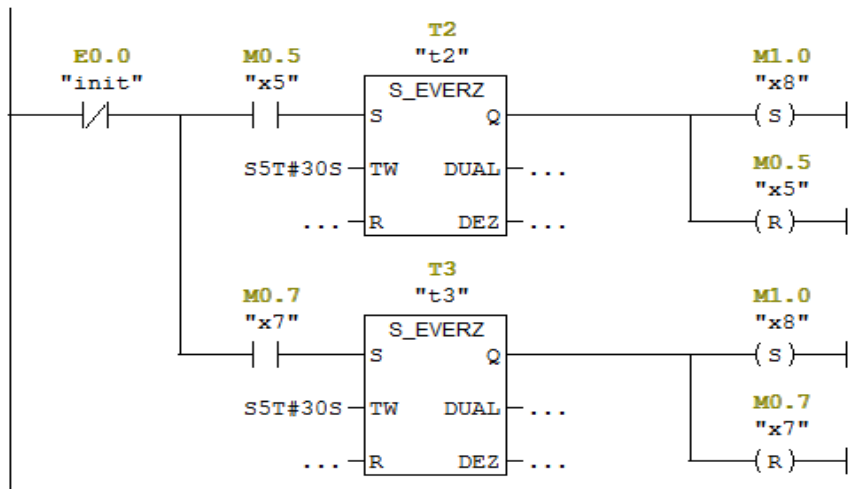 T2
E0.0 M0.5 "t2" M1.0
"init" "x5" S_EVERZ "x8"
S Q (S)
M0.5
S5T#30S TW DUAL ... "x5"
... R DEZ ... (R)
T3
M0.7 "t3" M1.0
"x7" S_EVERZ "x8"
S Q (S)
M0.7
S5T#30S TW DUAL ... "x7"
... R DEZ ... (R)